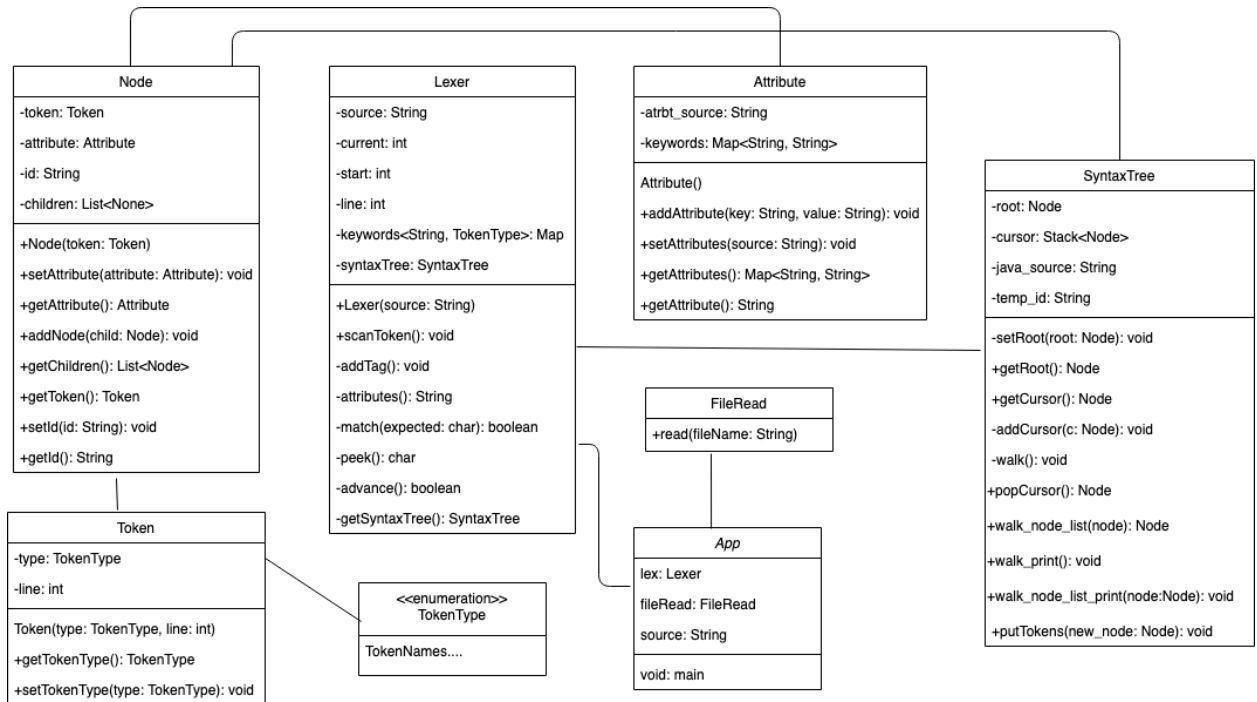 Node
-token: Token
-attribute: Attribute
-id: String
-children: List<None>
+Node(token: Token)
+setAttribute(attribute: Attribute): void
+getAttribute(): Attribute
+addNode(child: Node): void
+getChildren(): List<Node>
+getToken(): Token
+setId(id: String): void
+getId(): String
Lexer
-source: String
-current: int
-start: int
-line: int
-keywords<String, TokenType>: Map
-syntaxTree: SyntaxTree
+Lexer(source: String)
+scanToken(): void
-addTag(): void
-attributes(): String
-match(expected: char): boolean
-peek(): char
-advance(): boolean
-getSyntaxTree(): SyntaxTree
Attribute
-atrbt_source: String
-keywords: Map<String, String>
Attribute()
+addAttribute(key: String, value: String): void
+setAttributes(source: String): void
+getAttributes(): Map<String, String>
+getAttribute(): String
SyntaxTree
-root: Node
-cursor: Stack<Node>
-java_source: String
-temp_id: String
-setRoot(root: Node): void
+getRoot(): Node
+getCursor(): Node
-addCursor(c: Node): void
-walk(): void
+popCursor(): Node
+walk_node_list(node): Node
+walk_print(): void
+walk_node_list_print(node:Node): void
+putTokens(new_node: Node): void
FileRead
+read(fileName: String)
Token
-type: TokenType
-line: int
Token(type: TokenType, line: int)
+getTokenType(): TokenType
+setTokenType(type: TokenType): void
<<enumeration>>
TokenType
TokenNames....
App
lex: Lexer
fileRead: FileRead
source: String
void: main